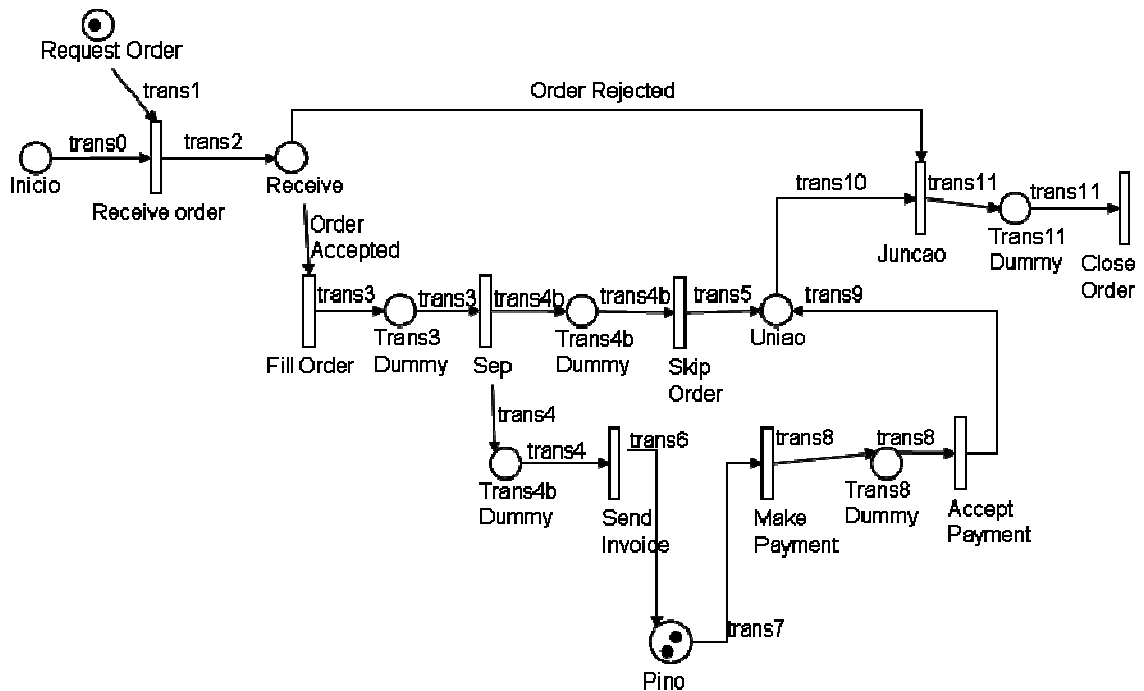 Request Order
trans1
Order Rejected
trans0
trans2
Inicio
Receive
Receive order
trans10
trans11
trans11
Juncao
Trans11
Dummy
Close
Order
Order
Accepted
trans3
trans3
trans4b
trans4b
trans5
trans9
Fill Order
Trans3
Dummy
Sep
Trans4b
Dummy
Skip
Order
Uniao
trans4
trans4
trans6
trans8
trans8
Trans4b
Dummy
Send
Invoice
Make
Payment
Trans8
Dummy
Accept
Payment
trans7
Pino